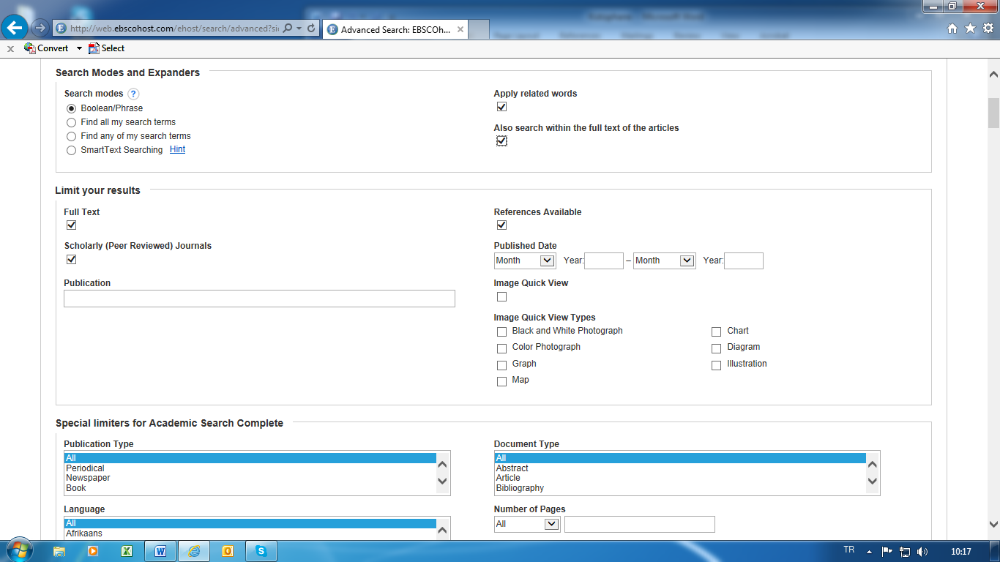 http://web.ebscohost.com/ehost/search/advanced?si
Advanced Search: EBSCOh...
Convert
Select
Search Modes and Expanders
Search modes ?
Boolean/Phrase
Find all my search terms
Find any of my search terms
SmartText Searching Hint
Apply related words
Also search within the full text of the articles
Limit your results
Full Text
References Available
Scholarly (Peer Reviewed) Journals
Published Date
Month Year: – Month Year:
Publication
Image Quick View
Image Quick View Types
Black and White Photograph
Chart
Color Photograph
Diagram
Graph
Illustration
Map
Special limiters for Academic Search Complete
Publication Type
All
Periodical
Newspaper
Book
Document Type
All
Abstract
Article
Bibliography
Language
All
Afrikaans
Number of Pages
All
TR
10:17